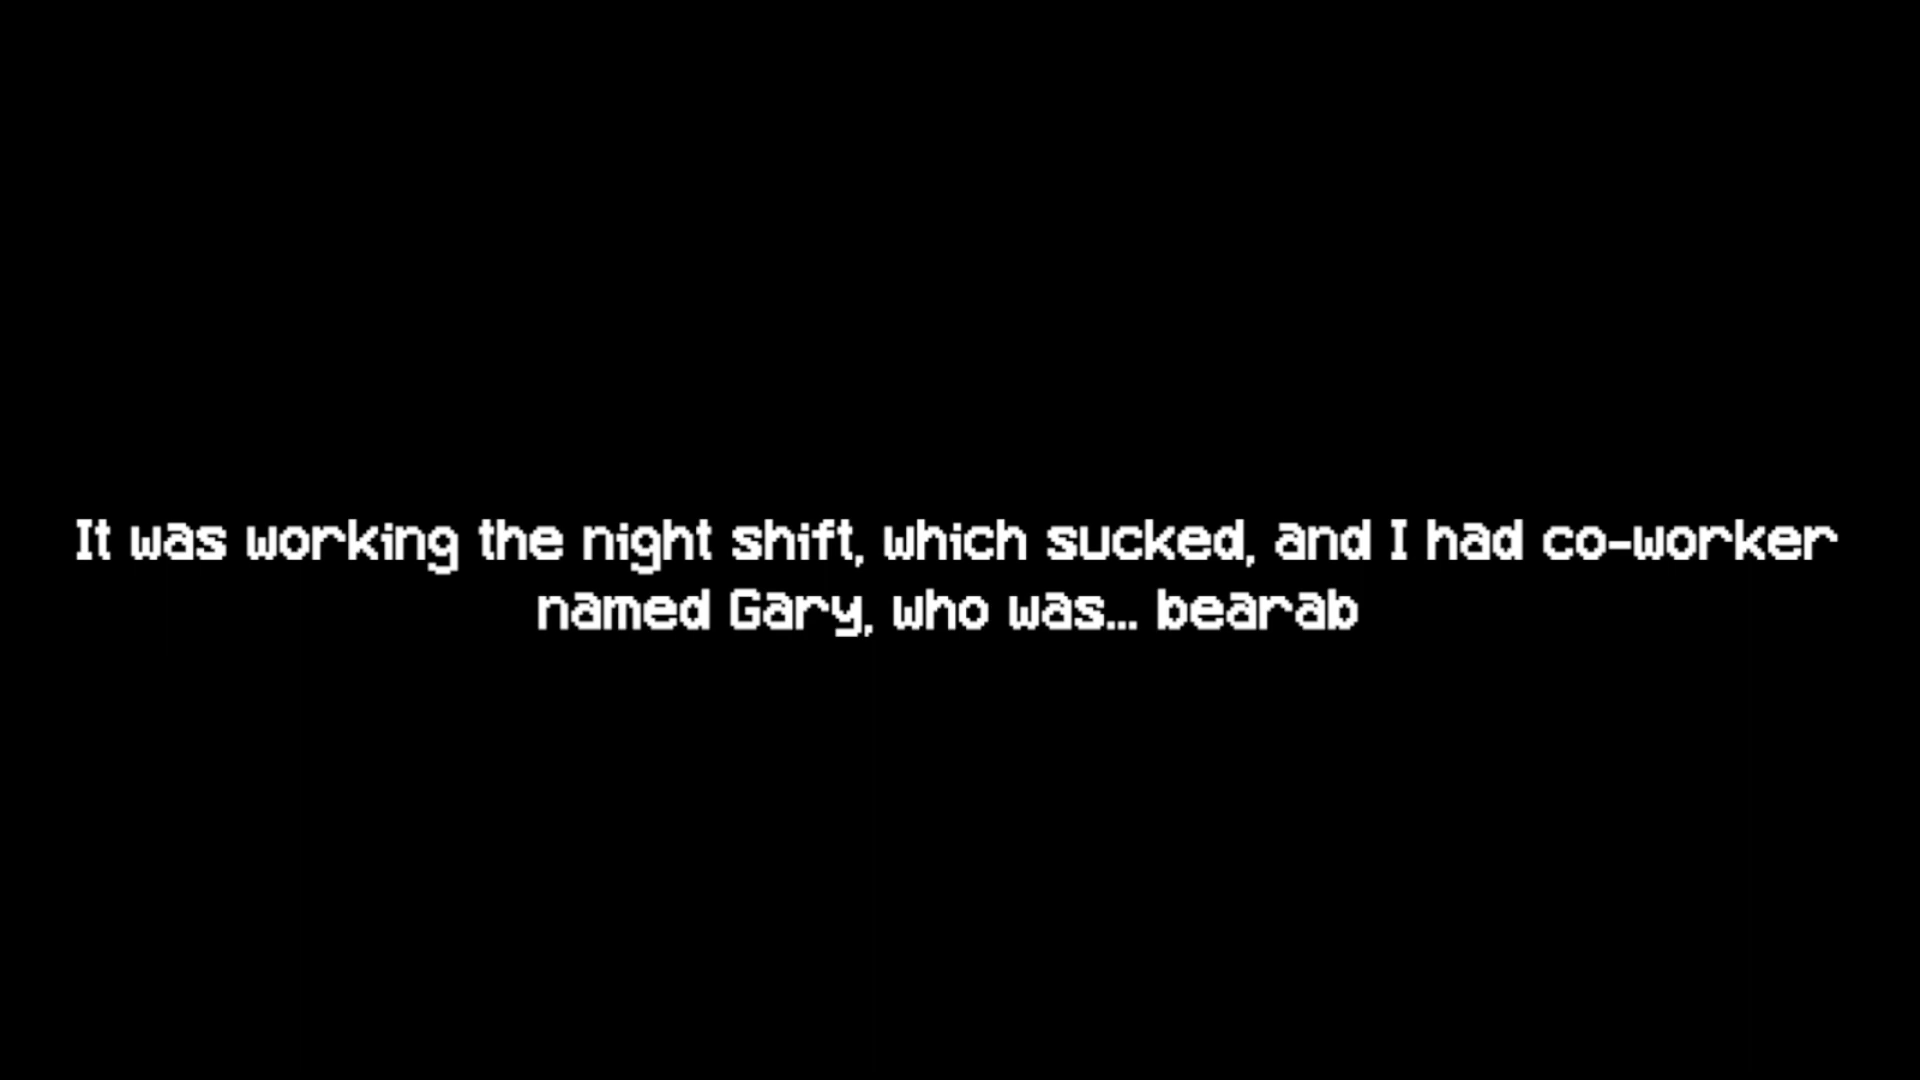 It was working the night shift, which sucked, and I had co-worker
named Gary, who was... bearab